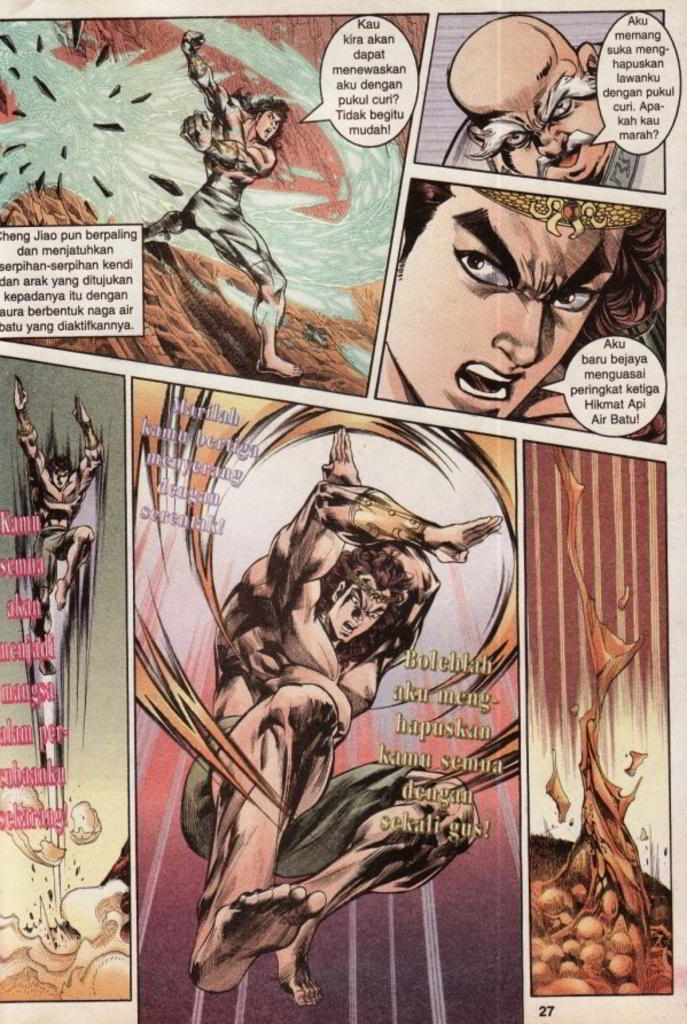 Kau
kira akan
dapat
menewaskan
aku dengan
pukul curi?
Tidak begitu
mudah!
Aku
memang
suka meng-
hapuskan
lawanku
dengan pukul
curi. Apa-
kah kau
marah?
Cheng Jiao pun berpaling
dan menjatuhkan
serpihan-serpihan kendi
dan arak yang ditujukan
kepadanya itu dengan
aura berbentuk naga air
batu yang diaktifkannya.
Aku
baru bejaya
menguasai
peringkat ketiga
Hikmat Api
Air Batu!
Kamu
semua
akan
menjadi
mangsa
dalam per-
cubaanku
sekarang!
Marilah
kamu bertiga
menyerang
dengan
serentak!
Bolehlah
aku meng-
hapuskan
kamu semua
dengan
sekali gus!
27